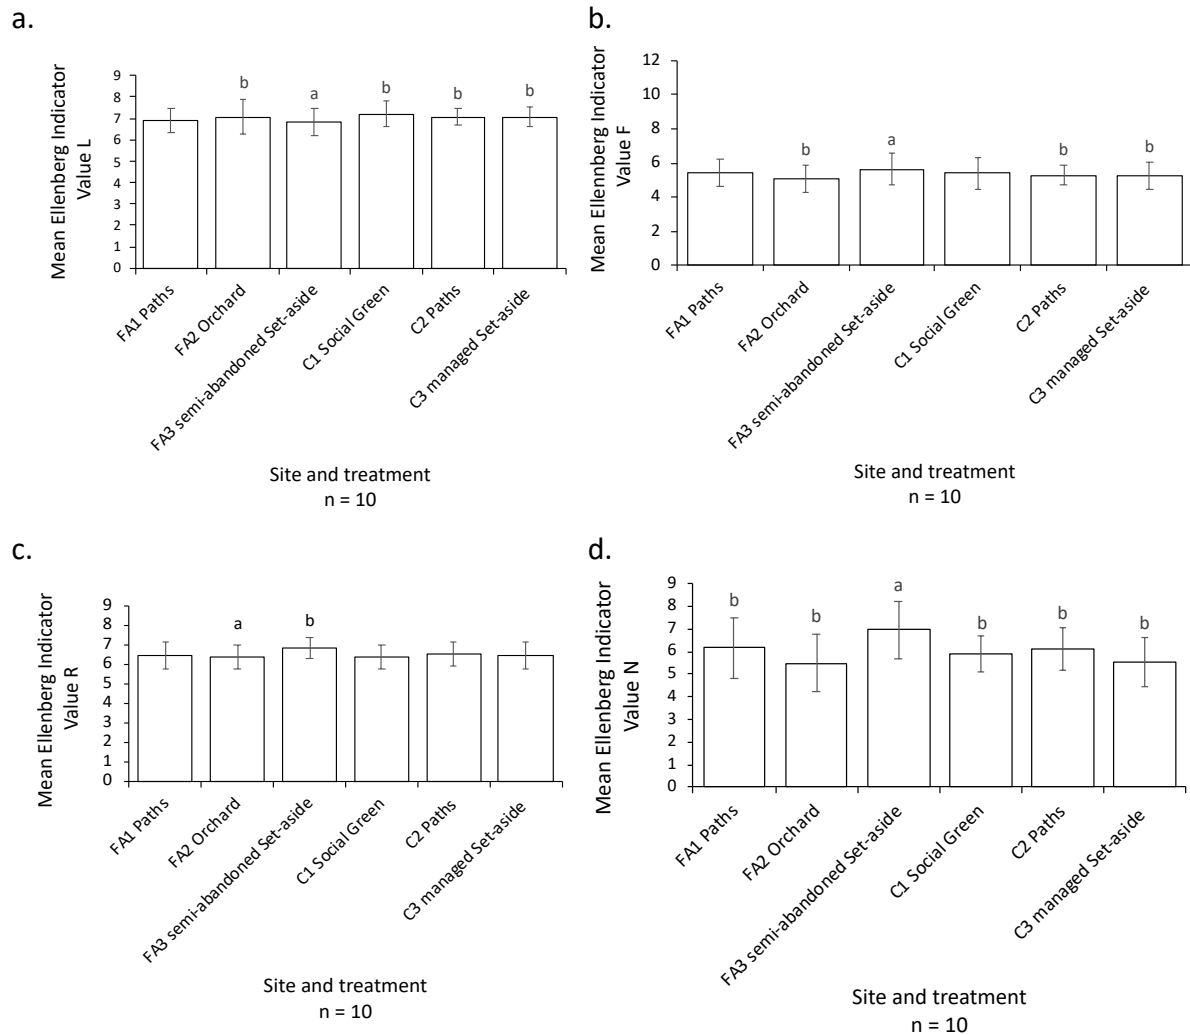 a.
Mean Ellenberg Indicator
Value L
9
8
7
6
5
4
3
2
1
0
b
a
b
b
b
FA1 Paths
FA2 Orchard
FA3 semi-abandoned Set-aside
C1 Social Green
C2 Paths
C3 managed Set-aside
Site and treatment
n = 10
b.
Mean Ellennberg Indicator
Value F
12
10
8
6
4
2
0
b
a
b
b
FA1 Paths
FA2 Orchard
FA3 semi-abandoned Set-aside
C1 Social Green
C2 Paths
C3 managed Set-aside
Site and treatment
n = 10
c.
Mean Ellenberg Indicator
Value R
9
8
7
6
5
4
3
2
1
0
a
b
FA1 Paths
FA2 Orchard
FA3 semi-abandoned Set-aside
C1 Social Green
C2 Paths
C3 managed Set-aside
Site and treatment
n = 10
d.
Mean Ellenberg Indicator
Value N
9
8
7
6
5
4
3
2
1
0
b
b
a
b
b
b
FA1 Paths
FA2 Orchard
FA3 semi-abandoned Set-aside
C1 Social Green
C2 Paths
C3 managed Set-aside
Site and treatment
n = 10